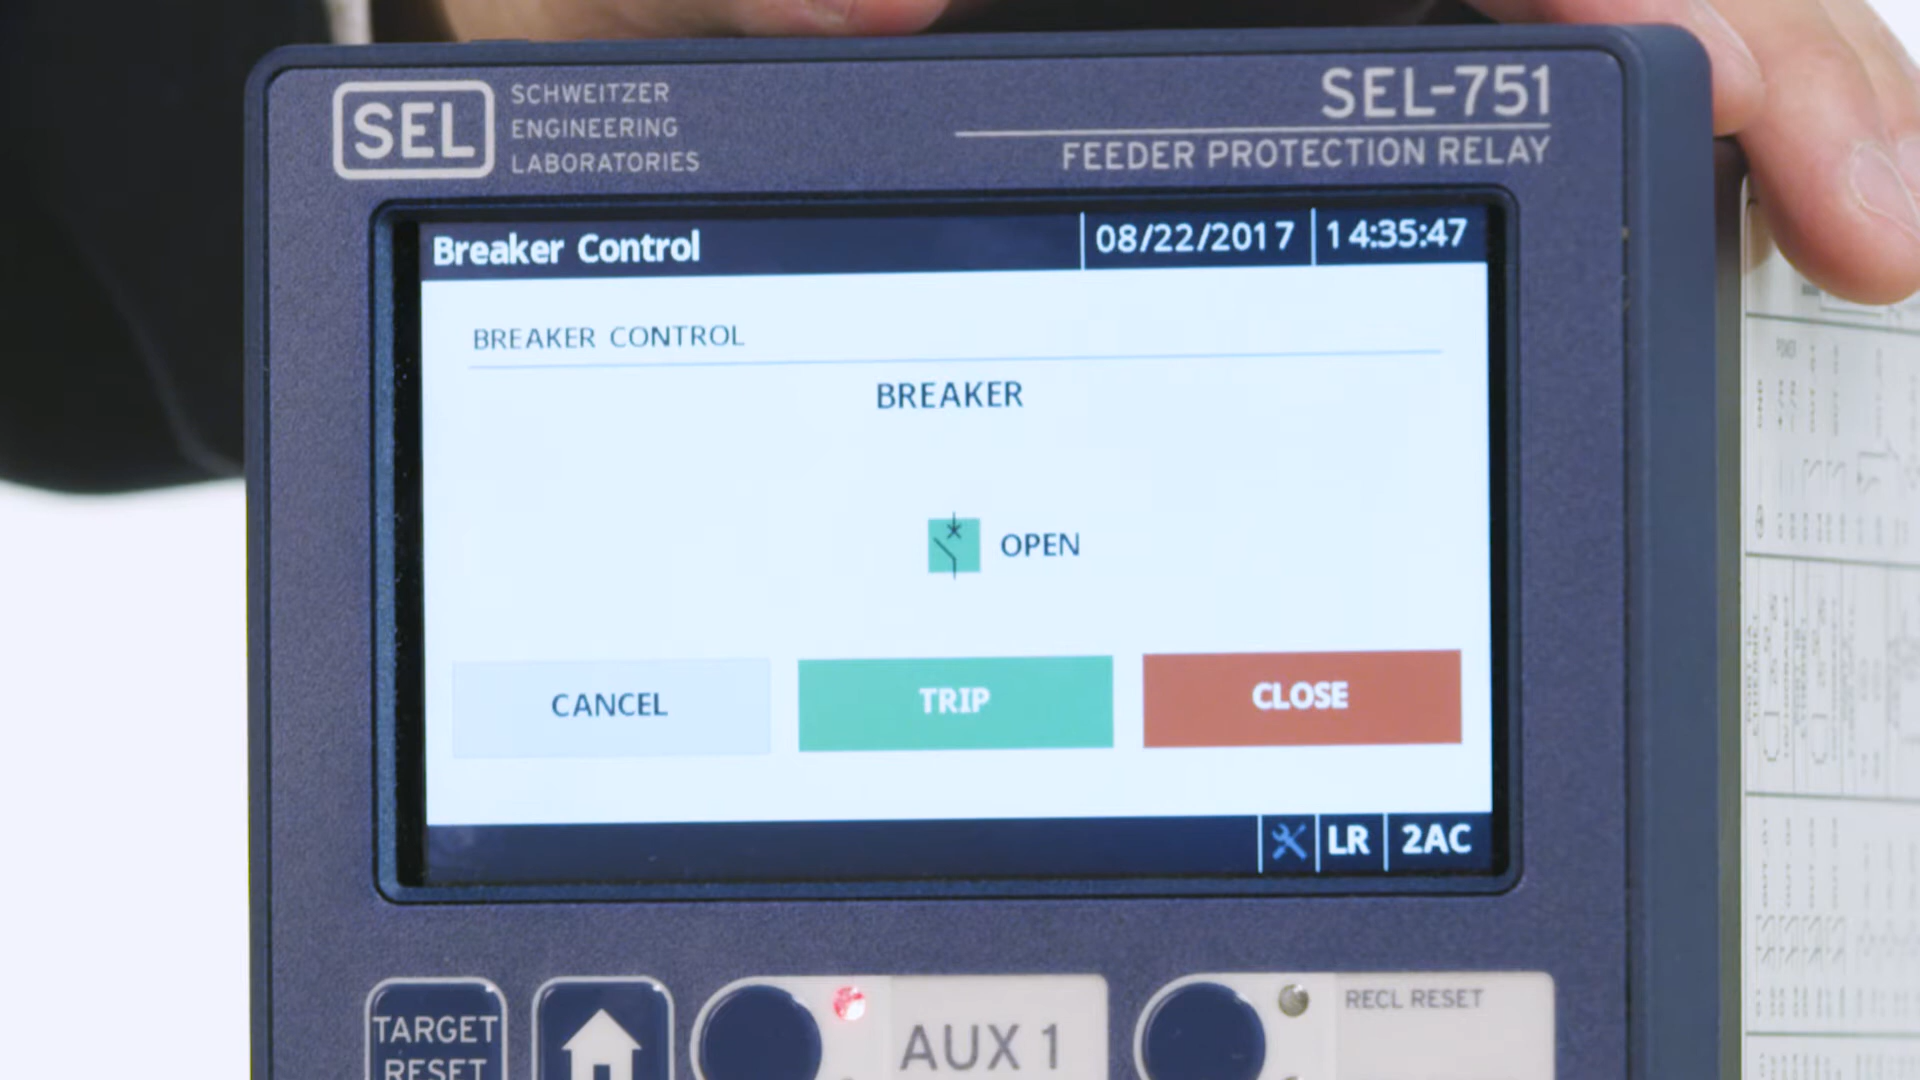 SEL
SCHWEITZER
ENGINEERING
LABORATORIES
SEL-751
FEEDER PROTECTION RELAY
Breaker Control
08/22/2017
14:35:47
BREAKER CONTROL
BREAKER
OPEN
CANCEL
TRIP
CLOSE
LR
2AC
TARGET
RESET
AUX 1
RECL RESET